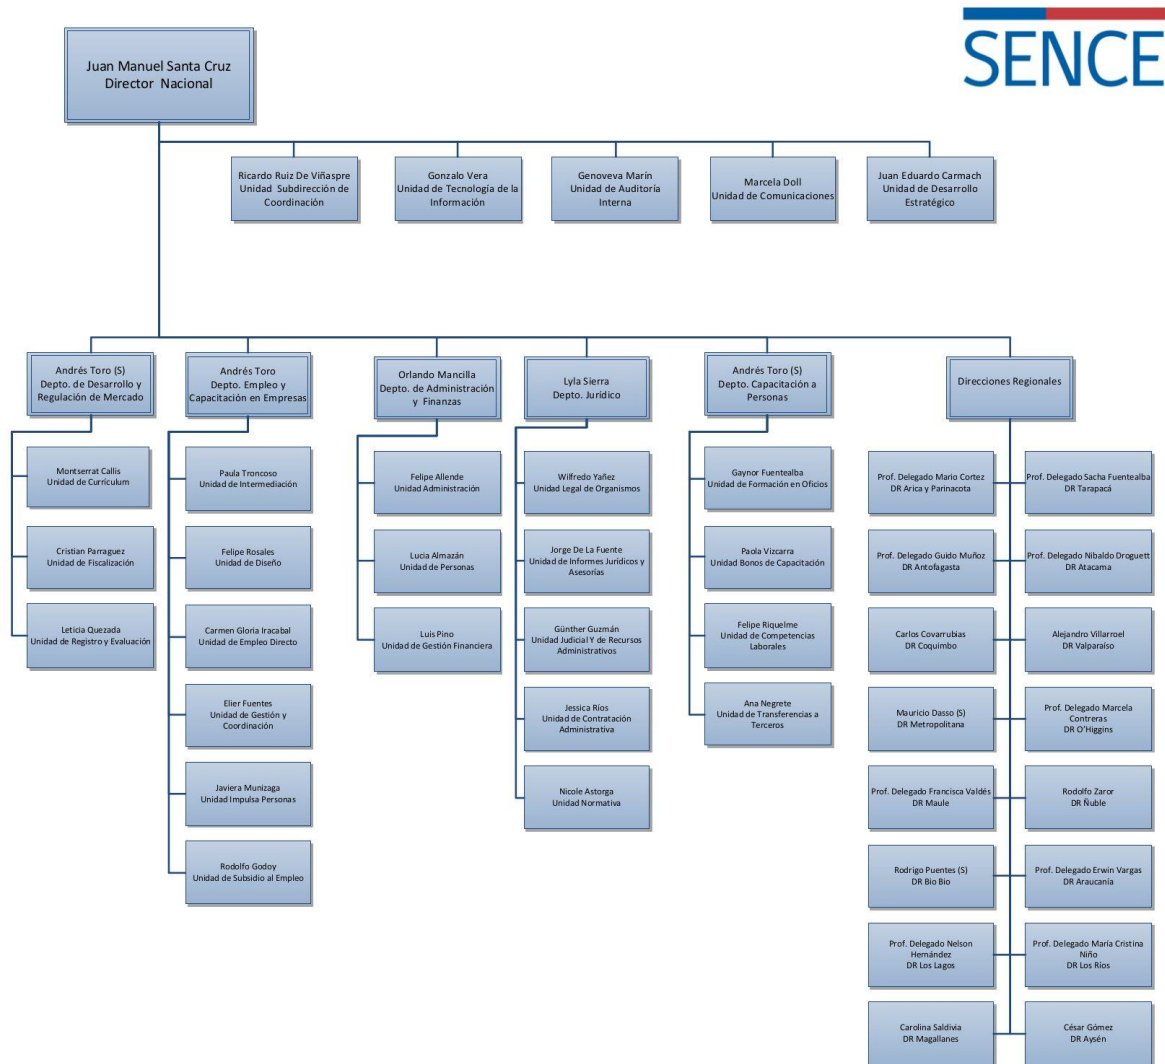 SENCE
Juan Manuel Santa Cruz
Director Nacional
Ricardo Ruiz De Viñaspre
Unidad Subdirección de
Coordinación
Gonzalo Vera
Unidad de Tecnología de la
Información
Genoveva Marín
Unidad de Auditoría
Interna
Marcela Doll
Unidad de Comunicaciones
Juan Eduardo Carmach
Unidad de Desarrollo
Estratégico
Andrés Toro (S)
Depto. de Desarrollo y
Regulación de Mercado
Montserrat Callis
Unidad de Currículum
Cristian Parraguez
Unidad de Fiscalización
Leticia Quezada
Unidad de Registro y Evaluación
Andrés Toro
Depto. Empleo y
Capacitación en Empresas
Paula Troncoso
Unidad de Intermediación
Felipe Rosales
Unidad de Diseño
Carmen Gloria Iracabal
Unidad de Empleo Directo
Elier Fuentes
Unidad de Gestión y
Coordinación
Javiera Munizaga
Unidad Impulsa Personas
Rodolfo Godoy
Unidad de Subsidio al Empleo
Orlando Mancilla
Depto. de Administración
y Finanzas
Felipe Allende
Unidad Administración
Lucia Almazán
Unidad de Personas
Luis Pino
Unidad de Gestión Financiera
Lyla Sierra
Depto. Jurídico
Wilfredo Yañez
Unidad Legal de Organismos
Jorge De La Fuente
Unidad de Informes Jurídicos y
Asesorías
Günther Guzmán
Unidad Judicial Y de Recursos
Administrativos
Jessica Ríos
Unidad de Contratación
Administrativa
Nicole Astorga
Unidad Normativa
Andrés Toro (S)
Depto. Capacitación a
Personas
Gaynor Fuentealba
Unidad de Formación en Oficios
Paola Vizcarra
Unidad Bonos de Capacitación
Felipe Riquelme
Unidad de Competencias
Laborales
Ana Negrete
Unidad de Transferencias a
Terceros
Direcciones Regionales
Prof. Delegado Mario Cortez
DR Arica y Parinacota
Prof. Delegado Sacha Fuentealba
DR Tarapacá
Prof. Delegado Guido Muñoz
DR Antofagasta
Prof. Delegado Nibaldo Droguett
DR Atacama
Carlos Covarrubias
DR Coquimbo
Alejandro Villarroel
DR Valparaíso
Mauricio Dasso (S)
DR Metropolitana
Prof. Delegado Marcela
Contreras
DR O'Higgins
Prof. Delegado Francisca Valdés
DR Maule
Rodolfo Zaror
DR Ñuble
Rodrigo Puentes (S)
DR Bio Bio
Prof. Delegado Erwin Vargas
DR Araucanía
Prof. Delegado Nelson
Hernández
DR Los Lagos
Prof. Delegado María Cristina
Niño
DR Los Ríos
Carolina Saldivia
DR Magallanes
César Gómez
DR Aysén